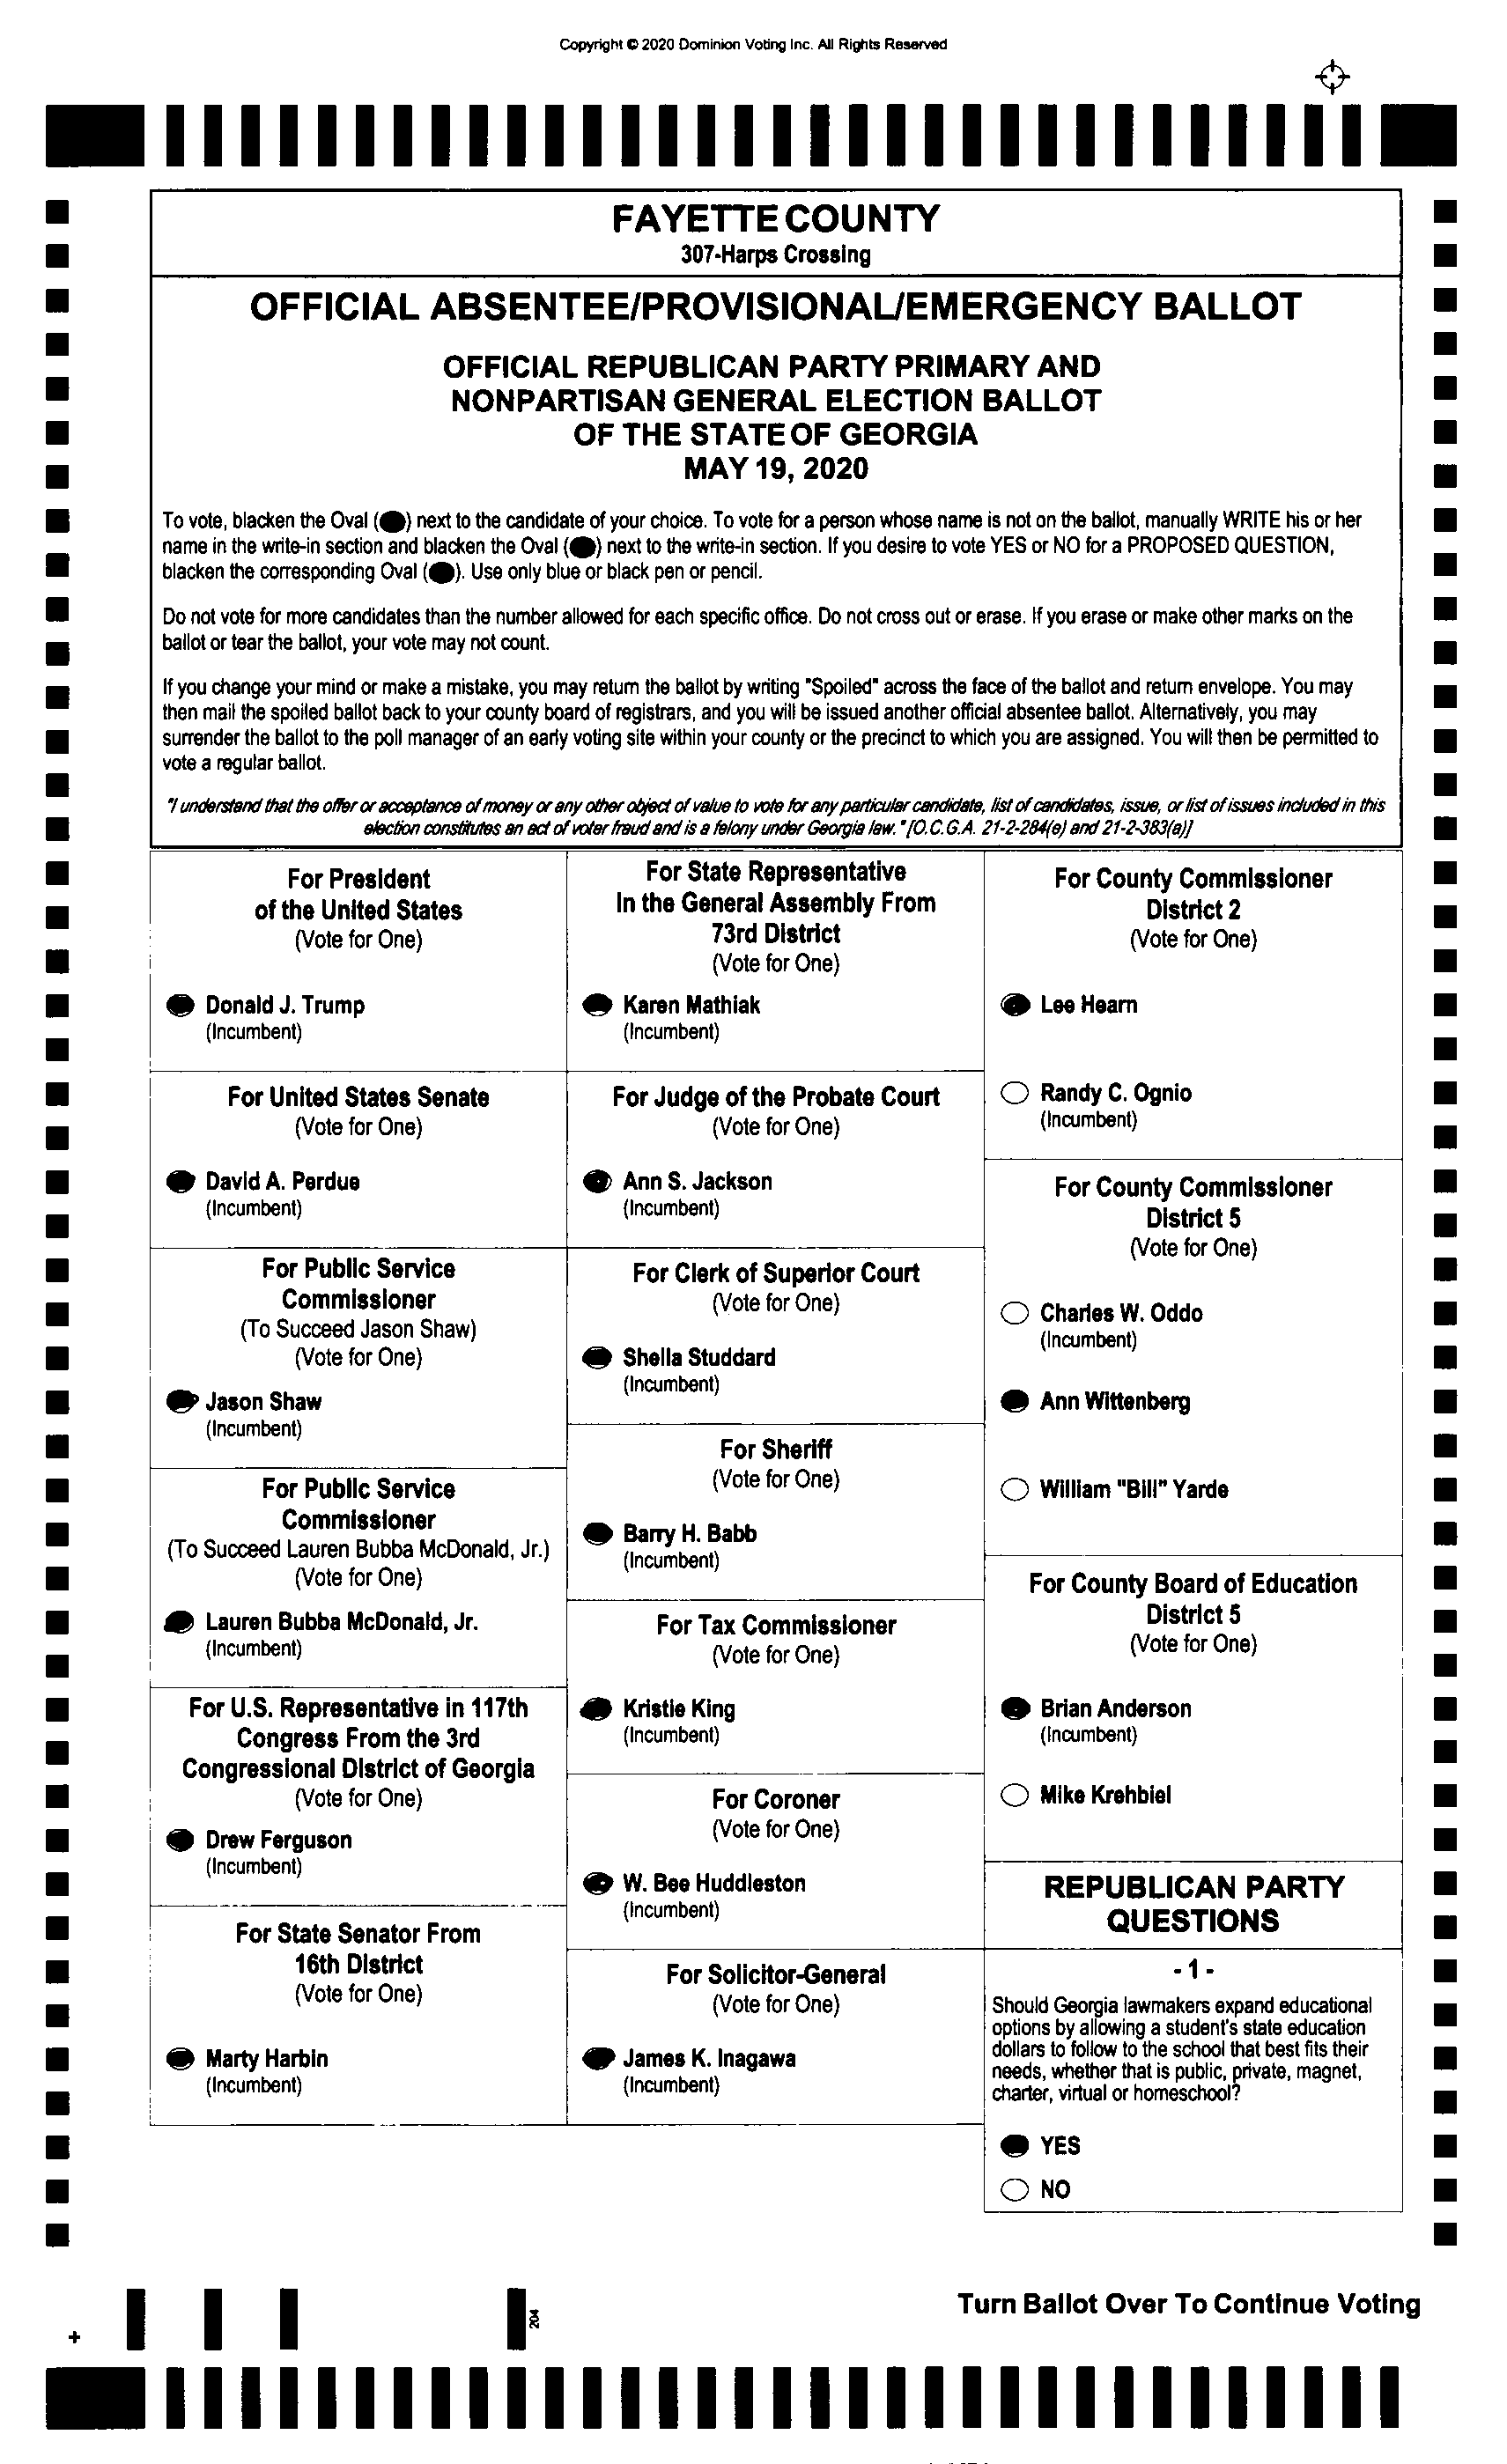 Copyright © 2020 Dominion Voting Inc. All Rights Reserved
FAYETTE COUNTY
307-Harps Crossing
OFFICIAL ABSENTEE/PROVISIONAL/EMERGENCY BALLOT
OFFICIAL REPUBLICAN PARTY PRIMARY AND
NONPARTISAN GENERAL ELECTION BALLOT
OF THE STATE OF GEORGIA
MAY 19, 2020
To vote, blacken the Oval ( ) next to the candidate of your choice. To vote for a person whose name is not on the ballot, manually WRITE his or her
name in the write-in section and blacken the Oval ( ) next to the write-in section. If you desire to vote YES or NO for a PROPOSED QUESTION,
blacken the corresponding Oval ( ). Use only blue or black pen or pencil.
Do not vote for more candidates than the number allowed for each specific office. Do not cross out or erase. If you erase or make other marks on the
ballot or tear the ballot, your vote may not count.
If you change your mind or make a mistake, you may return the ballot by writing "Spoiled" across the face of the ballot and return envelope. You may
then mail the spoiled ballot back to your county board of registrars, and you will be issued another official absentee ballot. Alternatively, you may
surrender the ballot to the poll manager of an early voting site within your county or the precinct to which you are assigned. You will then be permitted to
vote a regular ballot.
"I understand that the offer or acceptance of money or any other object of value to vote for any particular candidate, list of candidates, issue, or list of issues included in this
election constitutes an act of voter fraud and is a felony under Georgia law." [O.C.G.A. 21-2-284(e) and 21-2-383(a)]
For President
of the United States
(Vote for One)
Donald J. Trump
(Incumbent)
For United States Senate
(Vote for One)
David A. Perdue
(Incumbent)
For Public Service
Commissioner
(To Succeed Jason Shaw)
(Vote for One)
Jason Shaw
(Incumbent)
For Public Service
Commissioner
(To Succeed Lauren Bubba McDonald, Jr.)
(Vote for One)
Lauren Bubba McDonald, Jr.
(Incumbent)
For U.S. Representative in 117th
Congress From the 3rd
Congressional District of Georgia
(Vote for One)
Drew Ferguson
(Incumbent)
For State Senator From
16th District
(Vote for One)
Marty Harbin
(Incumbent)
For State Representative
In the General Assembly From
73rd District
(Vote for One)
Karen Mathiak
(Incumbent)
For Judge of the Probate Court
(Vote for One)
Ann S. Jackson
(Incumbent)
For Clerk of Superior Court
(Vote for One)
Sheila Studdard
(Incumbent)
For Sheriff
(Vote for One)
Barry H. Babb
(Incumbent)
For Tax Commissioner
(Vote for One)
Kristie King
(Incumbent)
For Coroner
(Vote for One)
W. Bee Huddleston
(Incumbent)
For Solicitor-General
(Vote for One)
James K. Inagawa
(Incumbent)
For County Commissioner
District 2
(Vote for One)
Lee Hearn
Randy C. Ognio
(Incumbent)
For County Commissioner
District 5
(Vote for One)
Charles W. Oddo
(Incumbent)
Ann Wittenberg
William "Bill" Yarde
For County Board of Education
District 5
(Vote for One)
Brian Anderson
(Incumbent)
Mike Krehbiel
REPUBLICAN PARTY
QUESTIONS
- 1 -
Should Georgia lawmakers expand educational
options by allowing a student's state education
dollars to follow to the school that best fits their
needs, whether that is public, private, magnet,
charter, virtual or homeschool?
YES
NO
Turn Ballot Over To Continue Voting
204